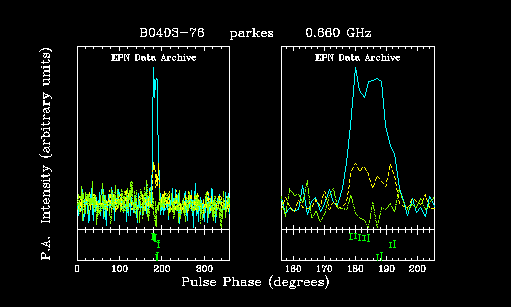 B0403-76 parkes 0.660 GHz
EPN Data Archive EPN Data Archive
P.A. Intensity (arbitrary units)
0 100 200 300 160 170 180 190 200
Pulse Phase (degrees)